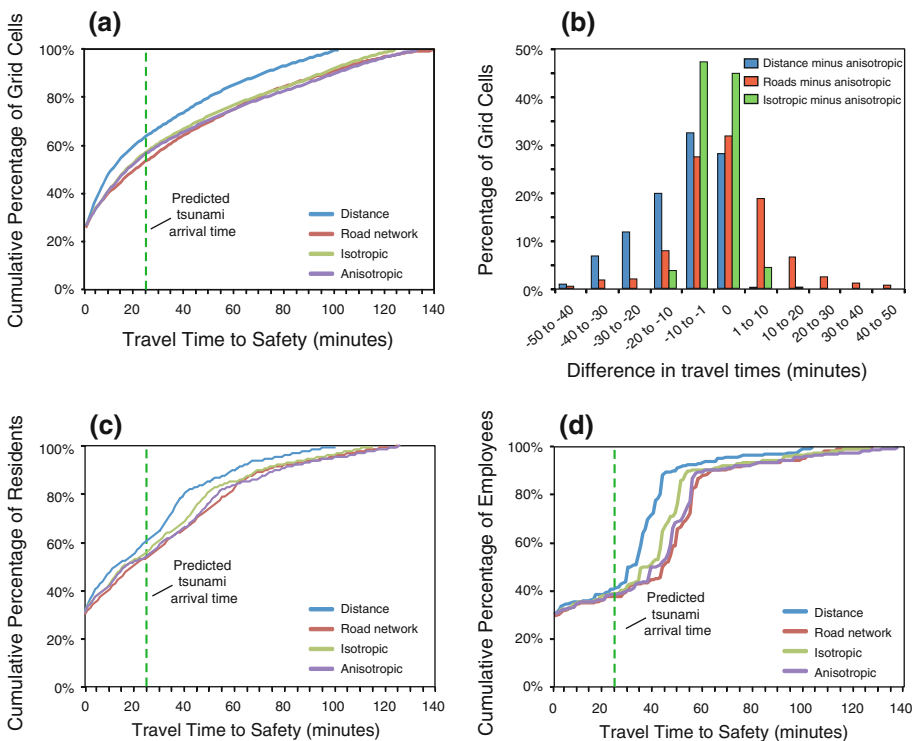 (a)
Cumulative Percentage of Grid Cells
100%
80%
60%
40%
20%
0%
Predicted
tsunami
arrival time
Distance
Road network
Isotropic
Anisotropic
0 20 40 60 80 100 120 140
Travel Time to Safety (minutes)
(b)
Percentage of Grid Cells
50%
40%
30%
20%
10%
0%
Distance minus anisotropic
Roads minus anisotropic
Isotropic minus anisotropic
-50 to -40
-40 to -30
-30 to -20
-20 to -10
-10 to -1
0
1 to 10
10 to 20
20 to 30
30 to 40
40 to 50
Difference in travel times (minutes)
(c)
Cumulative Percentage of Residents
100%
80%
60%
40%
20%
0%
Predicted
tsunami
arrival time
Distance
Road network
Isotropic
Anisotropic
0 20 40 60 80 100 120 140
Travel Time to Safety (minutes)
(d)
Cumulative Percentage of Employees
100%
80%
60%
40%
20%
0%
Predicted
tsunami
arrival time
Distance
Road network
Isotropic
Anisotropic
0 20 40 60 80 100 120 140
Travel Time to Safety (minutes)